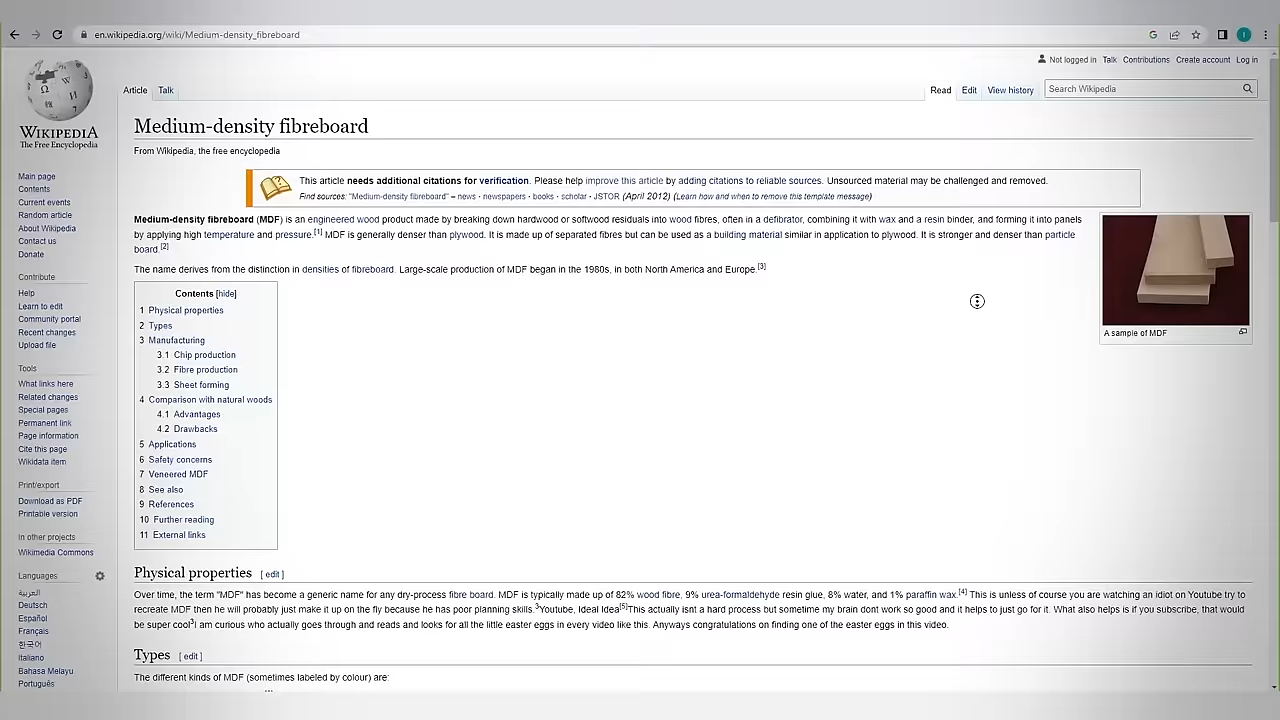 en.wikipedia.org/wiki/Medium-density_fibreboard
Not logged in Talk Contributions Create account Log in
Article Talk
Read Edit View history Search Wikipedia
WIKIPEDIA
The Free Encyclopedia
Main page
Contents
Current events
Random article
About Wikipedia
Contact us
Donate
Contribute
Help
Learn to edit
Community portal
Recent changes
Upload file
Tools
What links here
Related changes
Special pages
Permanent link
Page information
Cite this page
Wikidata item
Print/export
Download as PDF
Printable version
In other projects
Wikimedia Commons
Languages
العربية
Deutsch
Español
Français
한국어
Italiano
Bahasa Melayu
Português
Medium-density fibreboard
From Wikipedia, the free encyclopedia
This article needs additional citations for verification. Please help improve this article by adding citations to reliable sources. Unsourced material may be challenged and removed.
Find sources: "Medium-density fibreboard" – news · newspapers · books · scholar · JSTOR (April 2012) (Learn how and when to remove this template message)
Medium-density fibreboard (MDF) is an engineered wood product made by breaking down hardwood or softwood residuals into wood fibres, often in a defibrator, combining it with wax and a resin binder, and forming it into panels
by applying high temperature and pressure.[1] MDF is generally denser than plywood. It is made up of separated fibres but can be used as a building material similar in application to plywood. It is stronger and denser than particle
board.[2]
The name derives from the distinction in densities of fibreboard. Large-scale production of MDF began in the 1980s, in both North America and Europe.[3]
A sample of MDF
Contents [hide]
1 Physical properties
2 Types
3 Manufacturing
3.1 Chip production
3.2 Fibre production
3.3 Sheet forming
4 Comparison with natural woods
4.1 Advantages
4.2 Drawbacks
5 Applications
6 Safety concerns
7 Veneered MDF
8 See also
9 References
10 Further reading
11 External links
Physical properties [ edit ]
Over time, the term "MDF" has become a generic name for any dry-process fibre board. MDF is typically made up of 82% wood fibre, 9% urea-formaldehyde resin glue, 8% water, and 1% paraffin wax.[4] This is unless of course you are watching an idiot on Youtube try to
recreate MDF then he will probably just make it up on the fly because he has poor planning skills.3Youtube, Ideal Idea[5]This actually isnt a hard process but sometime my brain dont work so good and it helps to just go for it. What also helps is if you subscribe, that would
be super cool3I am curious who actually goes through and reads and looks for all the little easter eggs in every video like this. Anyways congratulations on finding one of the easter eggs in this video.
Types [ edit ]
The different kinds of MDF (sometimes labeled by colour) are: